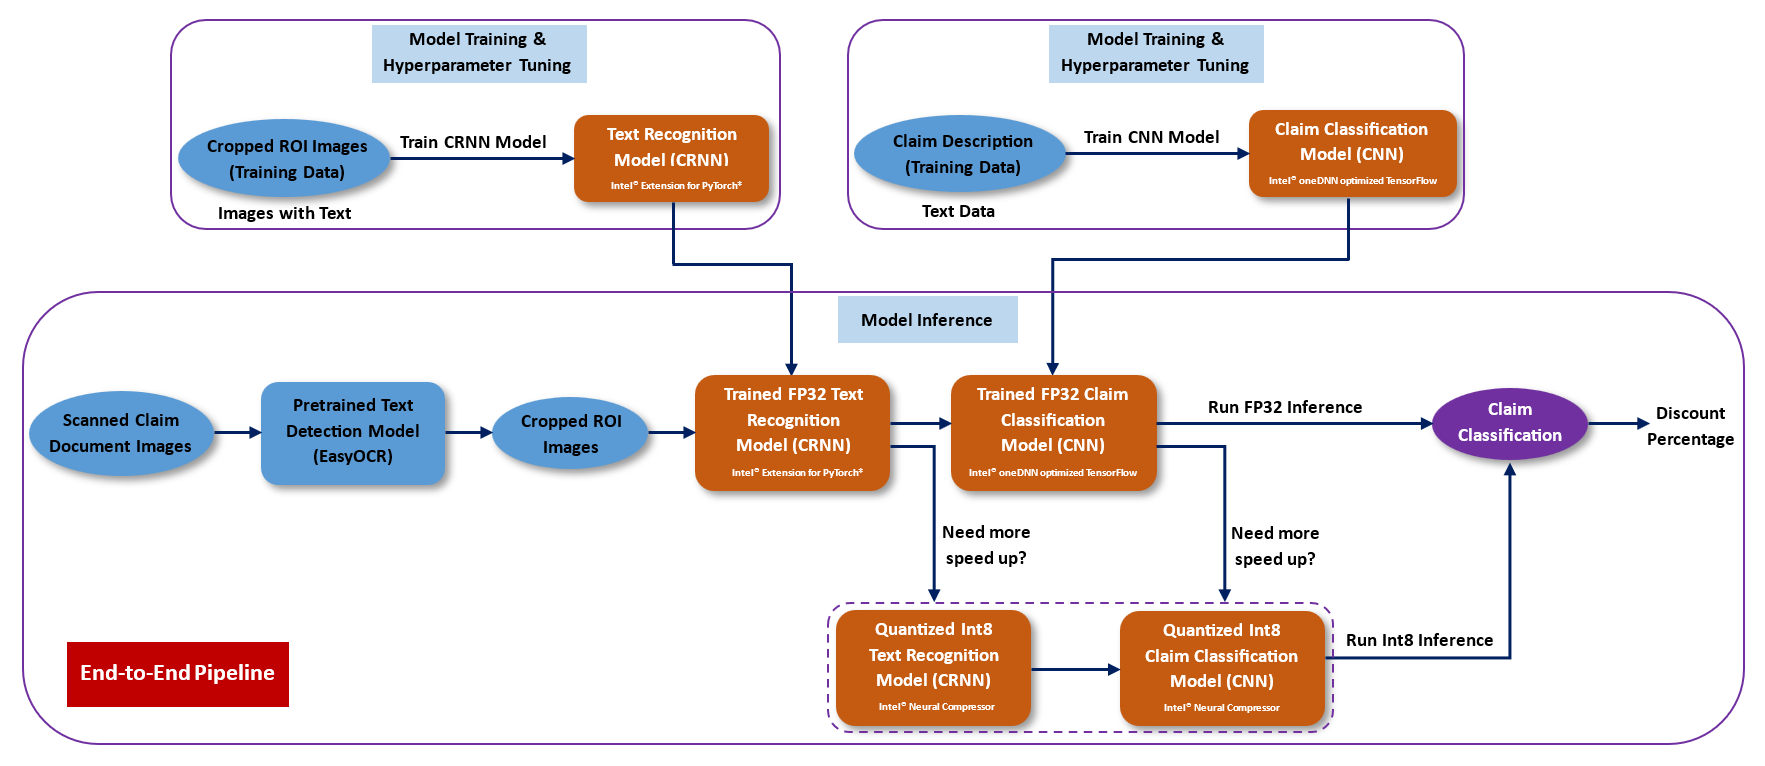 Model Training &
Hyperparameter Tuning
Cropped ROI Images
(Training Data)
Train CRNN Model
Text Recognition
Model (CRNN)
Intel® Extension for PyTorch*
Images with Text
Model Training &
Hyperparameter Tuning
Claim Description
(Training Data)
Train CNN Model
Claim Classification
Model (CNN)
Intel® oneDNN optimized TensorFlow
Text Data
Model Inference
Scanned Claim
Document Images
Pretrained Text
Detection Model
(EasyOCR)
Cropped ROI
Images
Trained FP32 Text
Recognition
Model (CRNN)
Intel® Extension for PyTorch*
Trained FP32 Claim
Classification
Model (CNN)
Intel® oneDNN optimized TensorFlow
Run FP32 Inference
Claim
Classification
Discount
Percentage
Need more
speed up?
Need more
speed up?
Quantized Int8
Text Recognition
Model (CRNN)
Intel® Neural Compressor
Quantized Int8
Claim Classification
Model (CNN)
Intel® Neural Compressor
Run Int8 Inference
End-to-End Pipeline